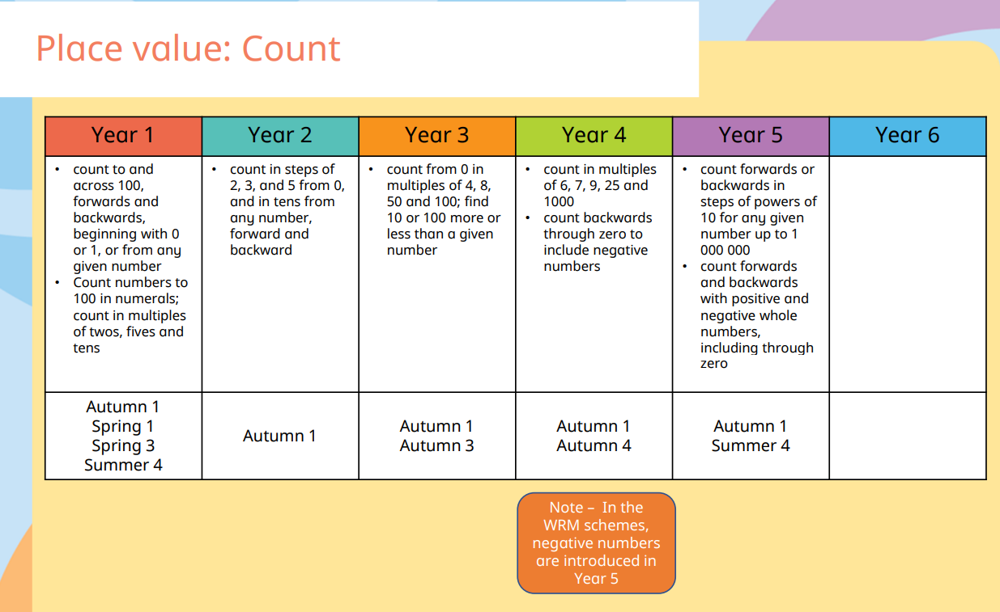 Place value: Count
Year 1
Year 2
Year 3
Year 4
Year 5
Year 6
• count to and
across 100,
forwards and
backwards,
beginning with 0
or 1, or from any
given number
• Count numbers to
100 in numerals;
count in multiples
of twos, fives and
tens
• count in steps of
2, 3, and 5 from 0,
and in tens from
any number,
forward and
backward
• count from 0 in
multiples of 4, 8,
50 and 100; find
10 or 100 more or
less than a given
number
• count in multiples
of 6, 7, 9, 25 and
1000
• count backwards
through zero to
include negative
numbers
• count forwards or
backwards in
steps of powers of
10 for any given
number up to 1
000 000
• count forwards
and backwards
with positive and
negative whole
numbers,
including through
zero
Autumn 1
Spring 1
Spring 3
Summer 4
Autumn 1
Autumn 1
Autumn 3
Autumn 1
Autumn 4
Autumn 1
Summer 4
Note – In the
WRM schemes,
negative numbers
are introduced in
Year 5